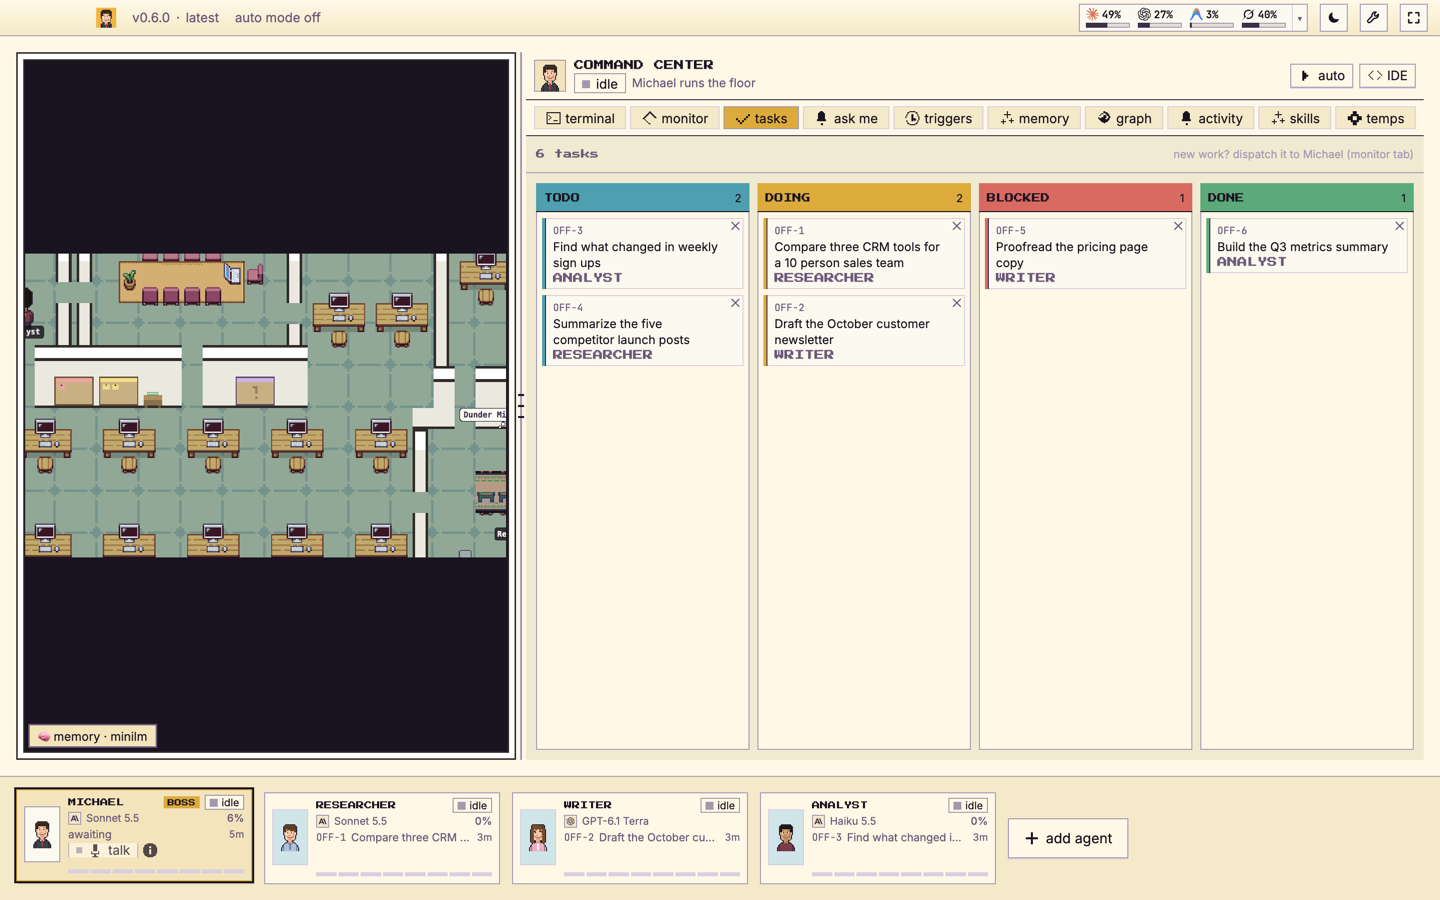 v0.6.0 · latest auto mode off
49% 27% 3% 40%
COMMAND CENTER
idle Michael runs the floor
auto
IDE
terminal monitor tasks ask me triggers memory graph activity skills temps
6 tasks
new work? dispatch it to Michael (monitor tab)
TODO 2
OFF-3
Find what changed in weekly
sign ups
ANALYST
OFF-4
Summarize the five
competitor launch posts
RESEARCHER
DOING 2
OFF-1
Compare three CRM tools for
a 10 person sales team
RESEARCHER
OFF-2
Draft the October customer
newsletter
WRITER
BLOCKED 1
OFF-5
Proofread the pricing page
copy
WRITER
DONE 1
OFF-6
Build the Q3 metrics summary
ANALYST
yst
Dunder Mi
Re
memory · minilm
MICHAEL BOSS idle
Sonnet 5.5 6%
awaiting 5m
talk
RESEARCHER idle
Sonnet 5.5 0%
OFF-1 Compare three CRM ... 3m
WRITER idle
GPT-6.1 Terra
OFF-2 Draft the October cu... 3m
ANALYST idle
Haiku 5.5 0%
OFF-3 Find what changed i... 3m
+ add agent